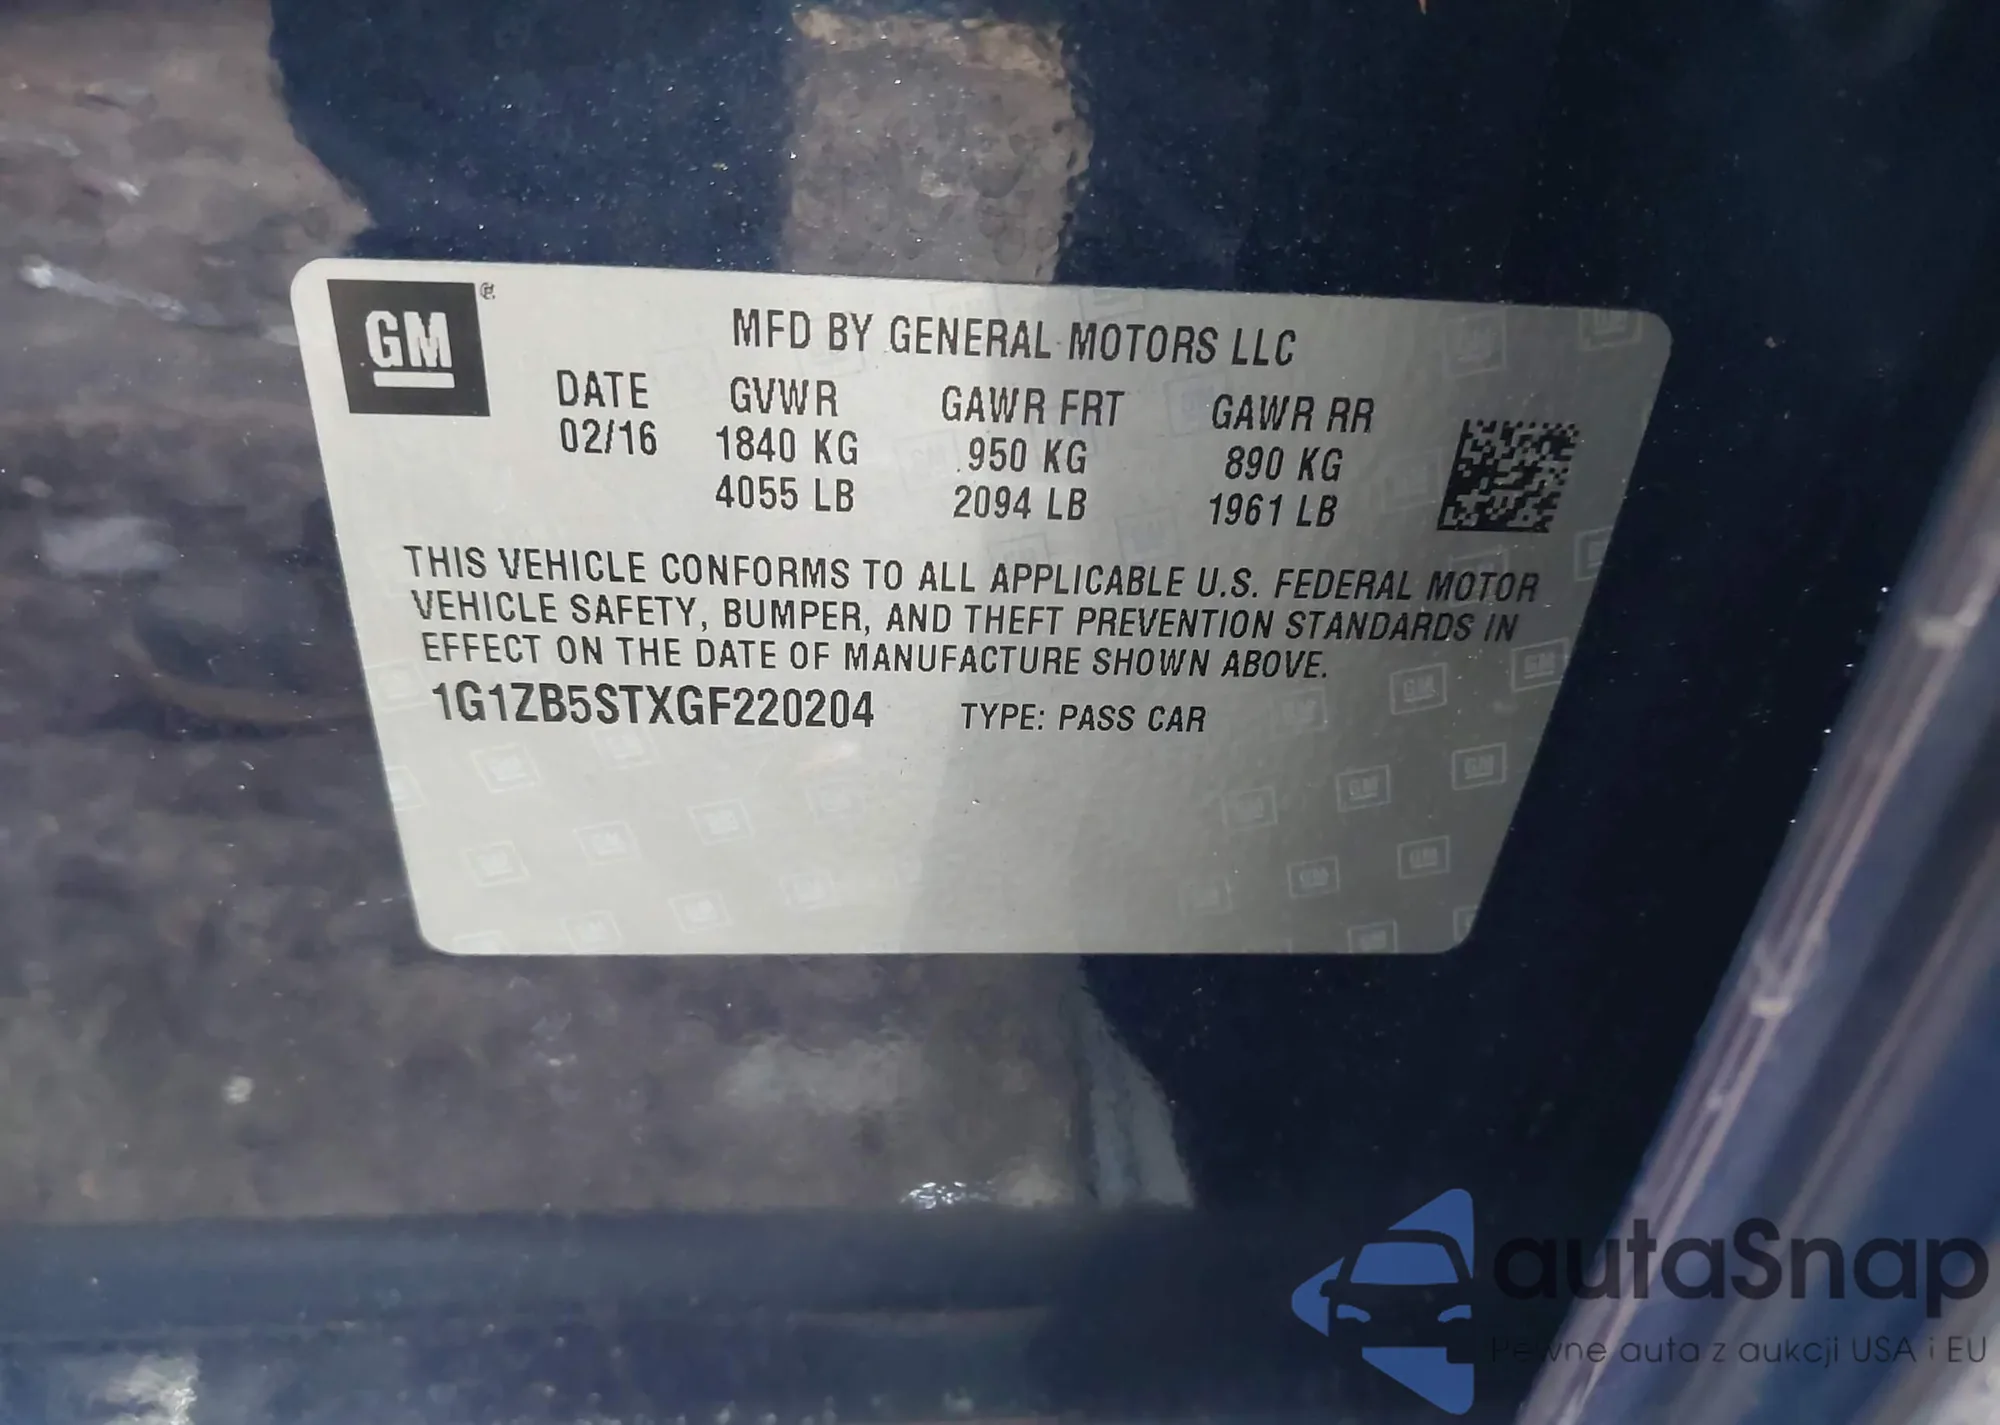 GM
MFD BY GENERAL MOTORS LLC
DATE GVWR GAWR FRT GAWR RR
02/16 1840 KG 950 KG 890 KG
4055 LB 2094 LB 1961 LB
THIS VEHICLE CONFORMS TO ALL APPLICABLE U.S. FEDERAL MOTOR
VEHICLE SAFETY, BUMPER, AND THEFT PREVENTION STANDARDS IN
EFFECT ON THE DATE OF MANUFACTURE SHOWN ABOVE.
1G1ZB5STXGF220204 TYPE: PASS CAR
autaSnap
Pewne auta z aukcji USA i EU